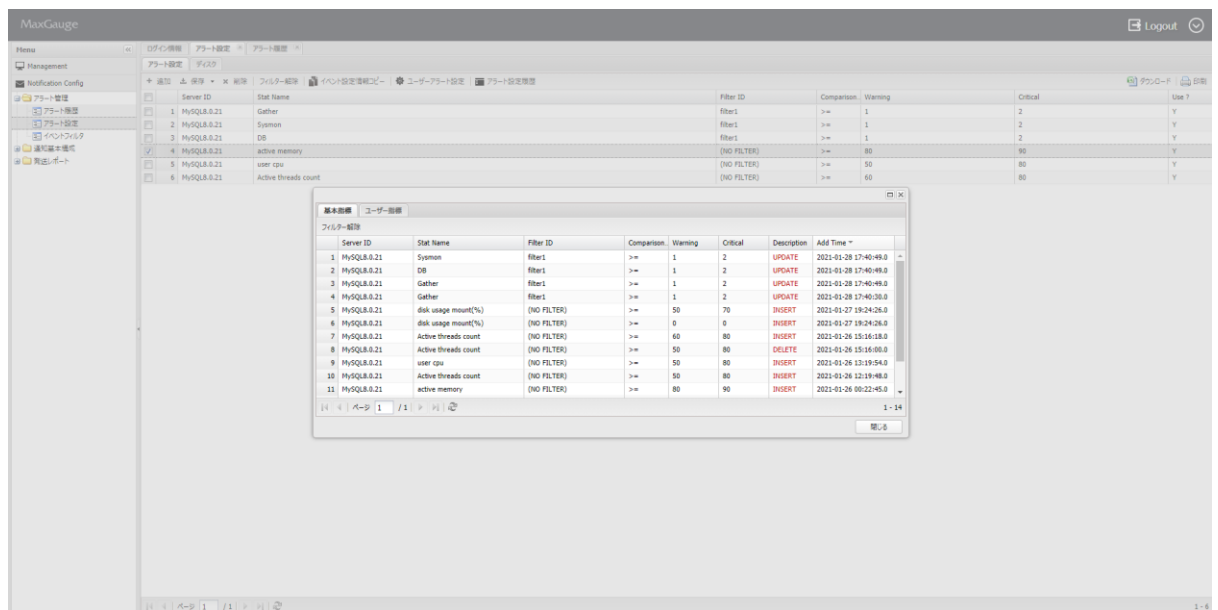 MaxGauge
Logout
Menu
Management
Notification Config
アラート管理
アラート履歴
アラート設定
イベントフィルタ
通知基本構成
発送レポート
ログイン情報 アラート設定 アラート履歴
アラート設定 ディスク
追加 保存 削除 フィルター解除 イベント設定情報コピー ユーザーアラート設定 アラート設定履歴 ダウンロード 印刷
Server ID Stat Name Filter ID Comparison. Warning Critical Use ?
1 MySQL8.0.21 Gather filter1 >= 1 2 Y
2 MySQL8.0.21 Sysmon filter1 >= 1 2 Y
3 MySQL8.0.21 DB filter1 >= 1 2 Y
4 MySQL8.0.21 active memory (NO FILTER) >= 80 90 Y
5 MySQL8.0.21 user cpu (NO FILTER) >= 50 80 Y
6 MySQL8.0.21 Active threads count (NO FILTER) >= 60 80 Y
基本指標 ユーザー指標
フィルター解除
Server ID Stat Name Filter ID Comparison. Warning Critical Description Add Time
1 MySQL8.0.21 Sysmon filter1 >= 1 2 UPDATE 2021-01-28 17:40:49.0
2 MySQL8.0.21 DB filter1 >= 1 2 UPDATE 2021-01-28 17:40:49.0
3 MySQL8.0.21 Gather filter1 >= 1 2 UPDATE 2021-01-28 17:40:49.0
4 MySQL8.0.21 Gather filter1 >= 1 2 UPDATE 2021-01-28 17:40:30.0
5 MySQL8.0.21 disk usage mount(%) (NO FILTER) >= 50 70 INSERT 2021-01-27 19:24:26.0
6 MySQL8.0.21 disk usage mount(%) (NO FILTER) >= 0 0 INSERT 2021-01-27 19:24:26.0
7 MySQL8.0.21 Active threads count (NO FILTER) >= 60 80 INSERT 2021-01-26 15:16:18.0
8 MySQL8.0.21 Active threads count (NO FILTER) >= 50 80 DELETE 2021-01-26 15:16:00.0
9 MySQL8.0.21 user cpu (NO FILTER) >= 50 80 INSERT 2021-01-26 13:19:54.0
10 MySQL8.0.21 Active threads count (NO FILTER) >= 50 80 INSERT 2021-01-26 12:19:48.0
11 MySQL8.0.21 active memory (NO FILTER) >= 80 90 INSERT 2021-01-26 00:22:45.0
ページ 1 / 1 1 - 14
閉じる
ページ 1 / 1 1 - 6